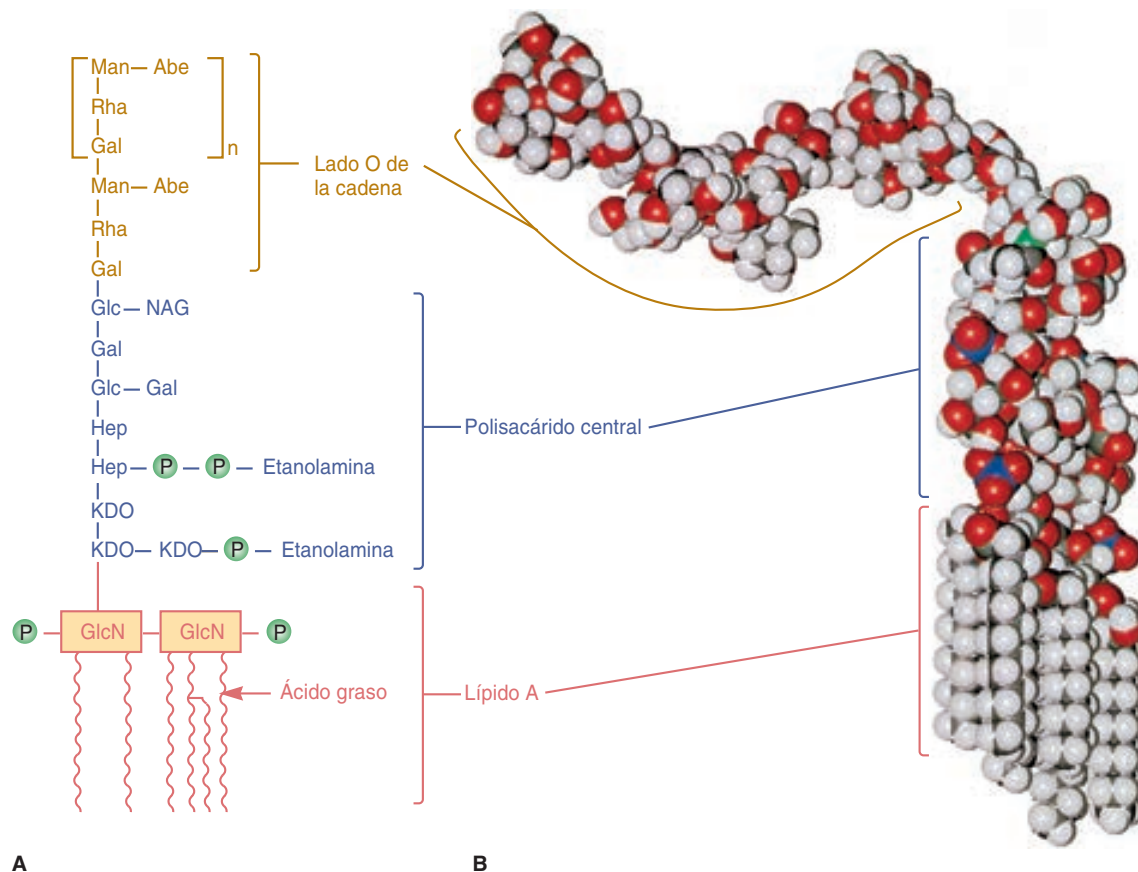 Man — Abe
Rha
Gal
n
Man — Abe
Rha
Gal
Lado O de
la cadena
Glc — NAG
Gal
Glc — Gal
Hep
Hep — P — P — Etanolamina
KDO
KDO — KDO — P — Etanolamina
Polisacárido central
P — GlcN — GlcN — P
Ácido graso
Lípido A
A
B